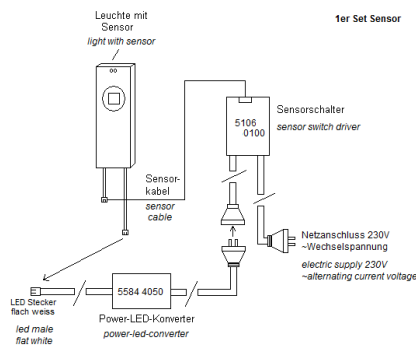 Leuchte mit
Sensor
light with sensor
1er Set Sensor
5106
0100
Sensorschalter
sensor switch driver
Sensor-
kabel
sensor
cable
Netzanschluss 230V
~Wechselspannung
electric supply 230V
~alternating current voltage
LED Stecker
flach weiss
led male
flat white
5584 4050
Power-LED-Konverter
power-led-converter